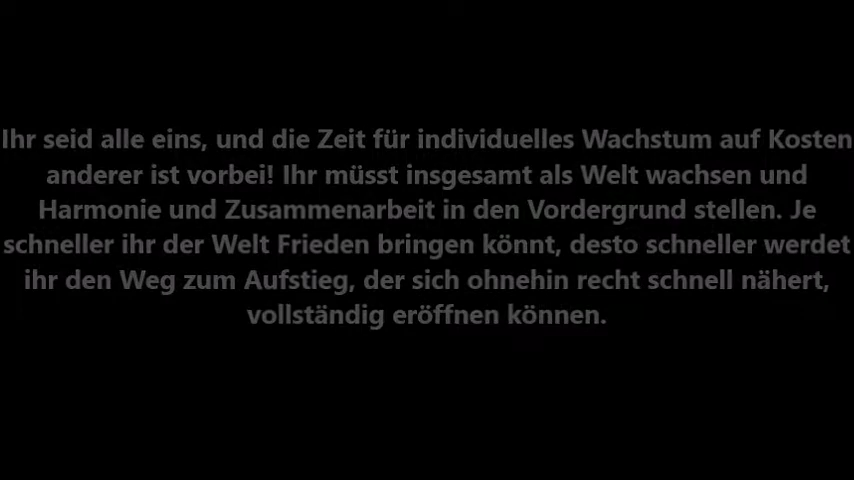 Ihr seid alle eins, und die Zeit für individuelles Wachstum auf Kosten
anderer ist vorbei! Ihr müsst insgesamt als Welt wachsen und
Harmonie und Zusammenarbeit in den Vordergrund stellen. Je
schneller ihr der Welt Frieden bringen könnt, desto schneller werdet
ihr den Weg zum Aufstieg, der sich ohnehin recht schnell nähert,
vollständig eröffnen können.